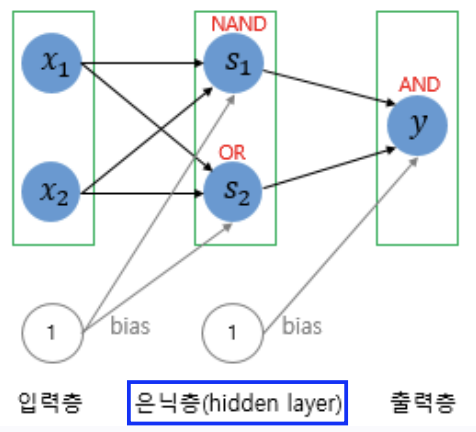 NAND
x₁
s₁
AND
y
OR
x₂
s₂
1
bias
1
bias
입력층
은닉층(hidden layer)
출력층